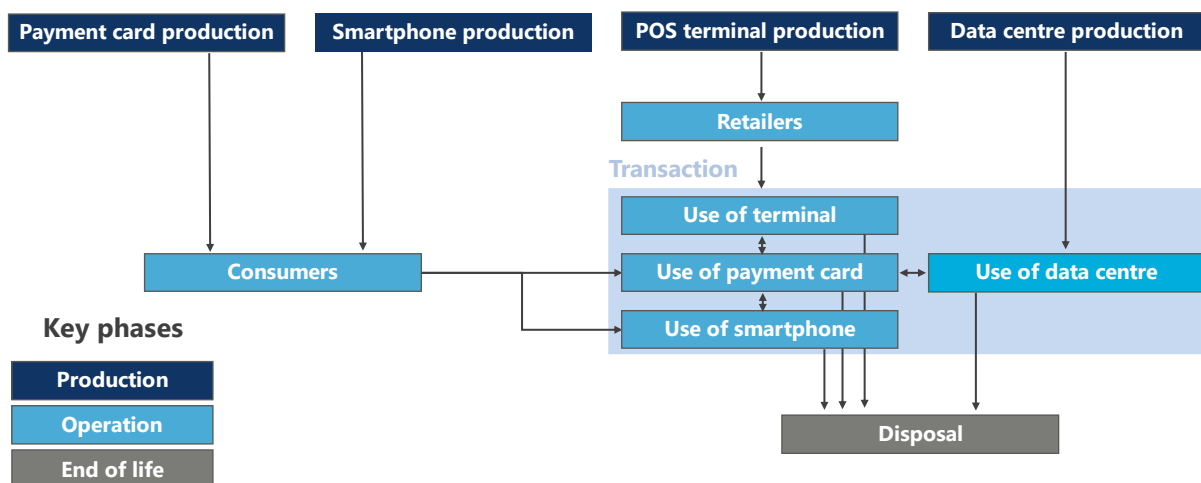 Payment card production
Smartphone production
POS terminal production
Data centre production
Retailers
Transaction
Use of terminal
Consumers
Use of payment card
Use of data centre
Use of smartphone
Key phases
Production
Operation
End of life
Disposal